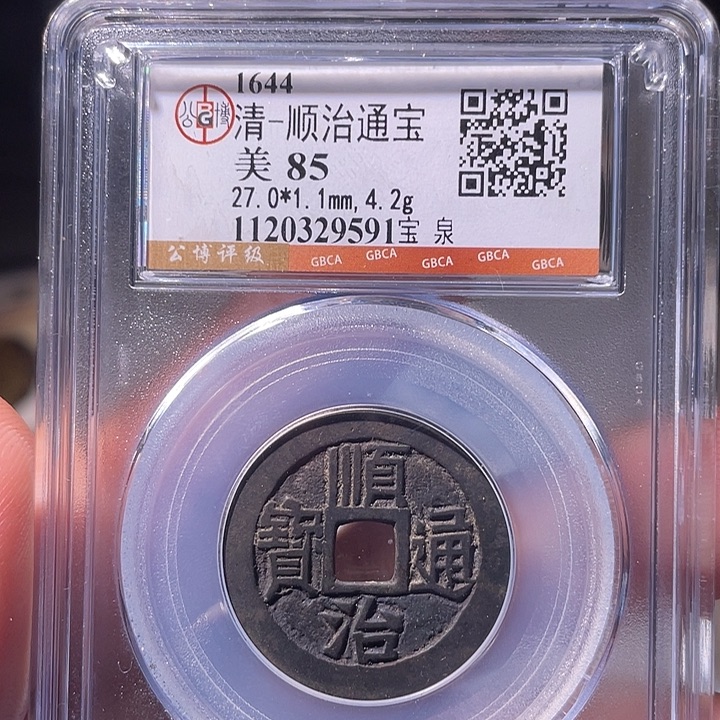 1644
公 G 博 清-顺治通宝
美 85
27.0*1.1mm,4.2g
1120329591宝 泉
公博评级 GBCA GBCA GBCA GBCA GBCA
順
寶 通
治